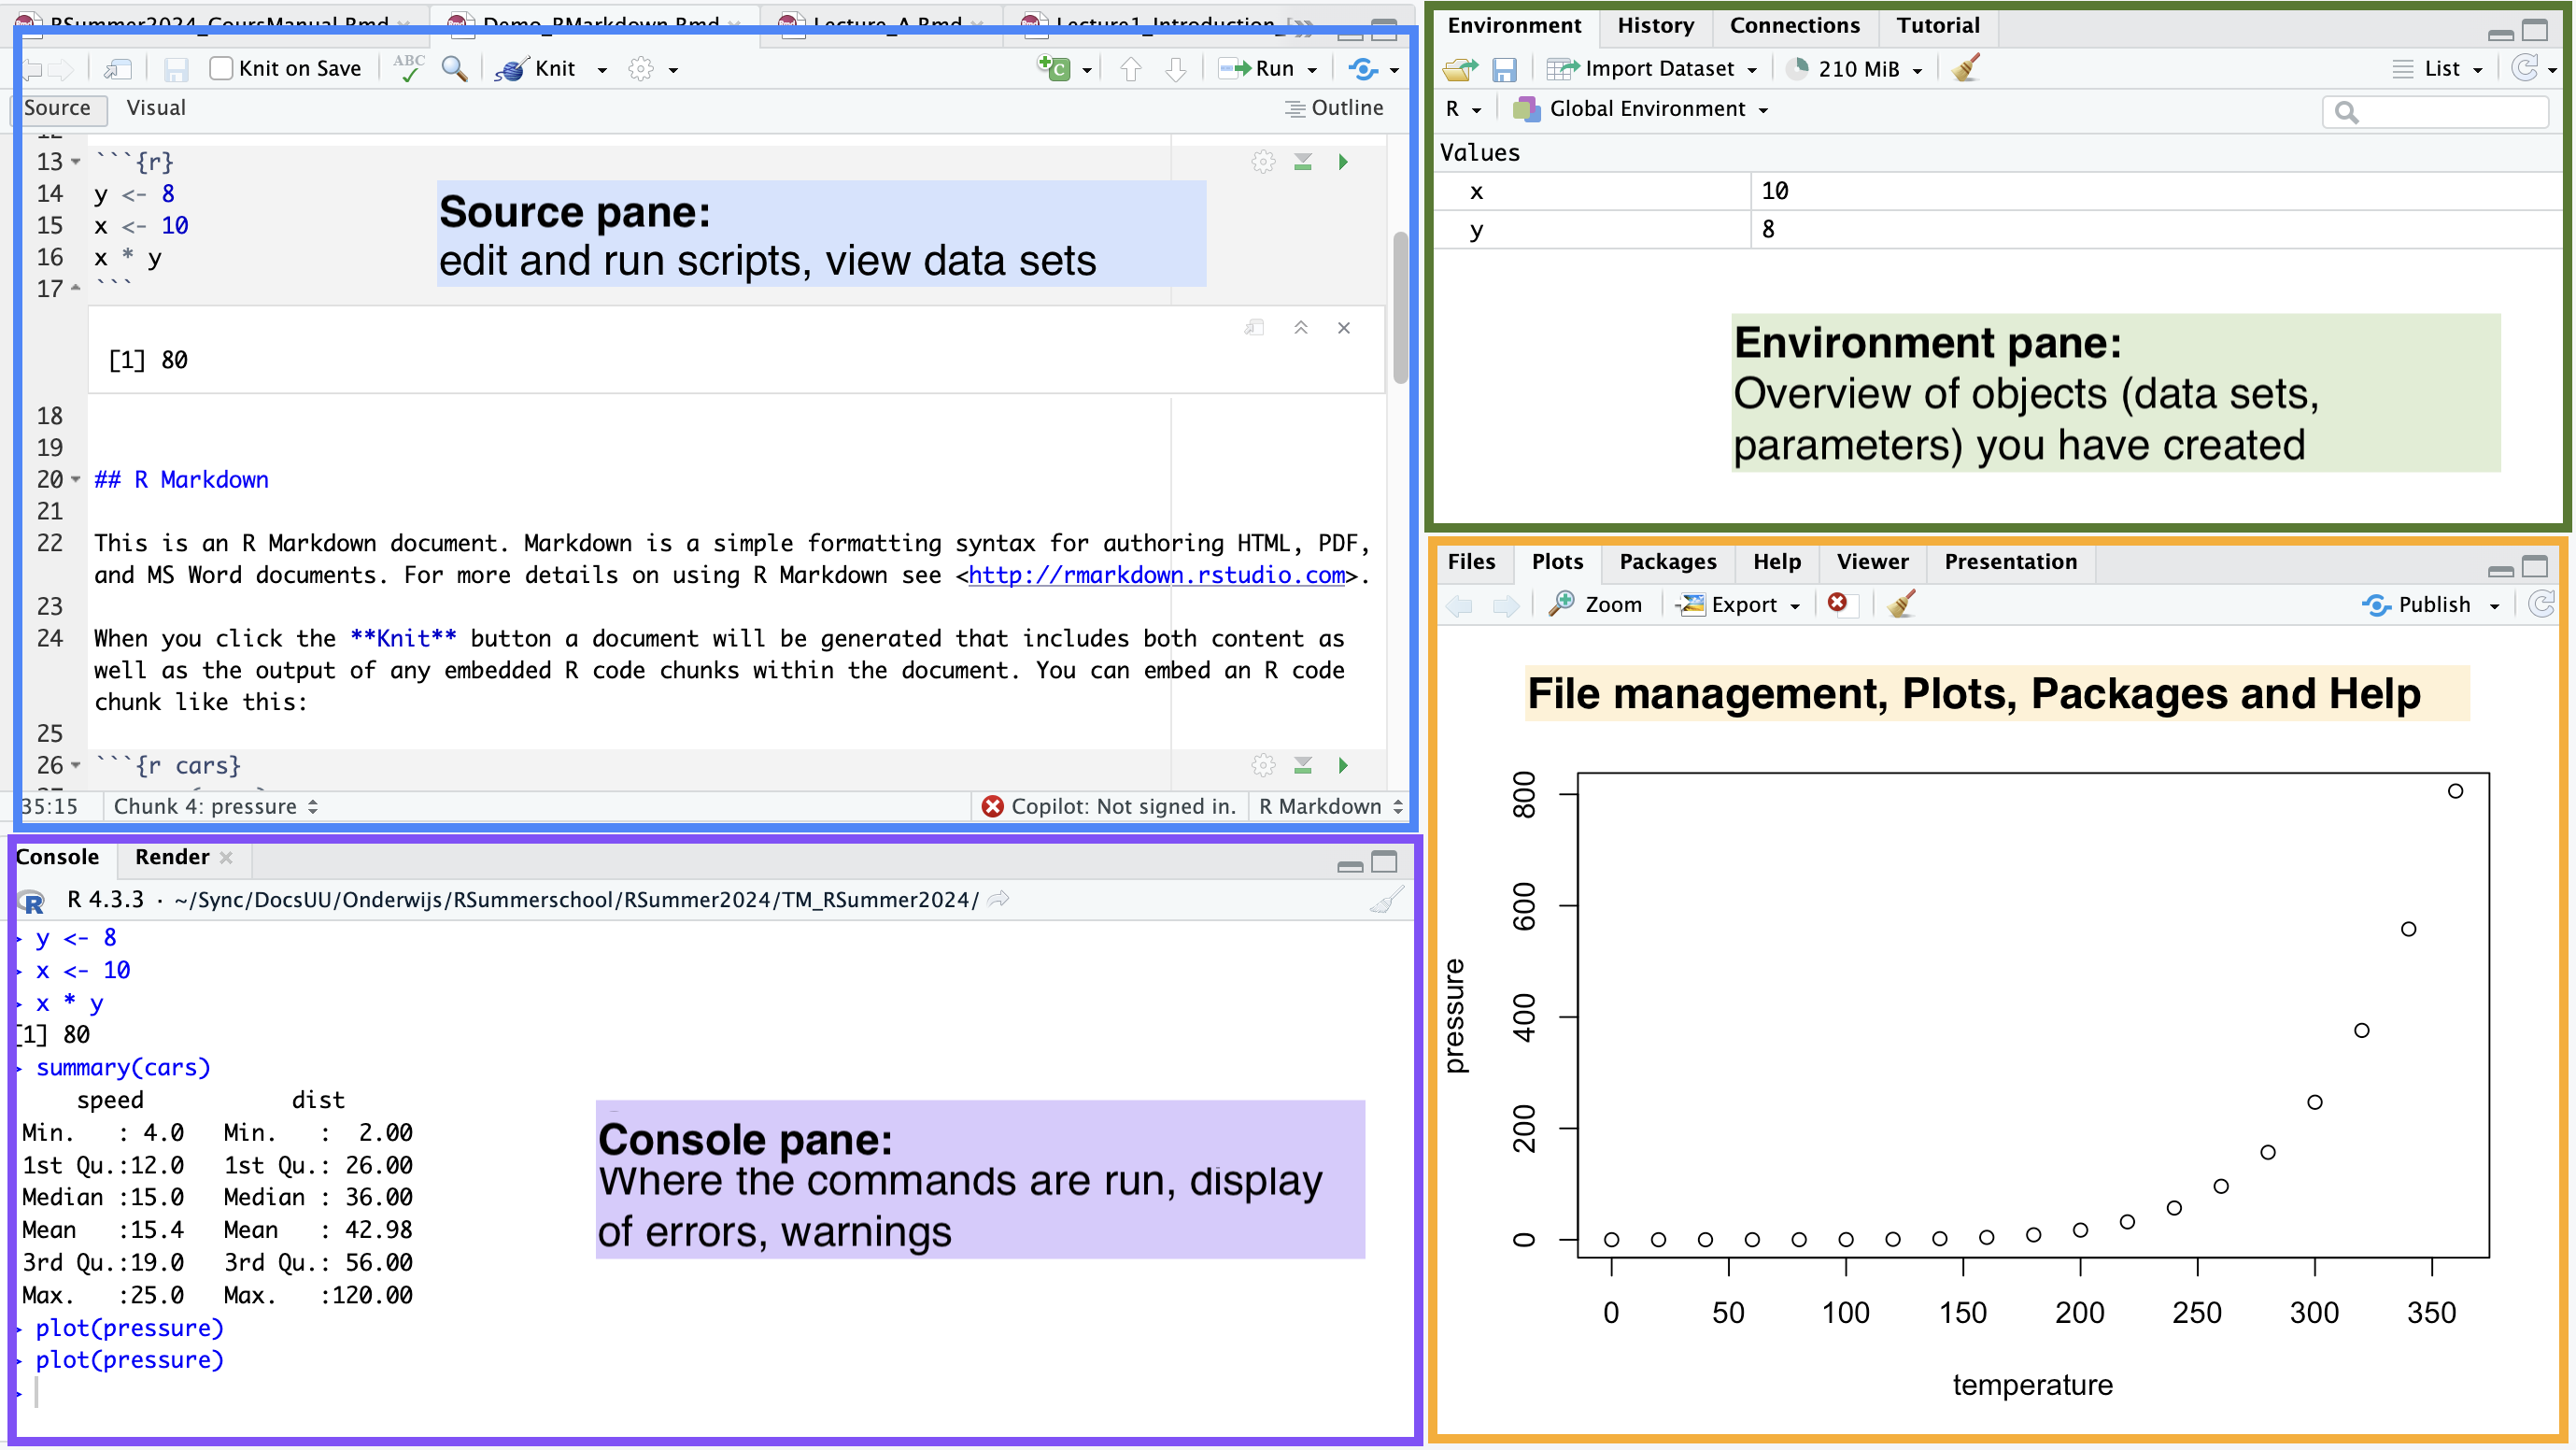 RSummer2024_CoursManual.Rmd
Demo_RMarkdown.Rmd
Lecture_A.Rmd
Lecture1_Introduction_
Knit on Save
ABC
Knit
Run
Source
Visual
Outline
12
13 ```{r}
14 y <- 8
15 x <- 10
16 x * y
17 ```
Source pane:
edit and run scripts, view data sets
[1] 80
18
19
20 ## R Markdown
21
22 This is an R Markdown document. Markdown is a simple formatting syntax for authoring HTML, PDF,
and MS Word documents. For more details on using R Markdown see <http://rmarkdown.rstudio.com>.
23
24 When you click the **Knit** button a document will be generated that includes both content as
well as the output of any embedded R code chunks within the document. You can embed an R code
chunk like this:
25
26 ```{r cars}
35:15 Chunk 4: pressure Copilot: Not signed in. R Markdown
Console Render
R 4.3.3 · ~/Sync/DocsUU/Onderwijs/RSummerschool/RSummer2024/TM_RSummer2024/
> y <- 8
> x <- 10
> x * y
[1] 80
> summary(cars)
speed dist
Min. : 4.0 Min. : 2.00
1st Qu.:12.0 1st Qu.: 26.00
Median :15.0 Median : 36.00
Mean :15.4 Mean : 42.98
3rd Qu.:19.0 3rd Qu.: 56.00
Max. :25.0 Max. :120.00
> plot(pressure)
> plot(pressure)
>
Console pane:
Where the commands are run, display
of errors, warnings
Environment History Connections Tutorial
Import Dataset 210 MiB List
R Global Environment
Values
x 10
y 8
Environment pane:
Overview of objects (data sets,
parameters) you have created
Files Plots Packages Help Viewer Presentation
Zoom Export Publish
File management, Plots, Packages and Help
800
600
400
200
0
pressure
0 50 100 150 200 250 300 350
temperature